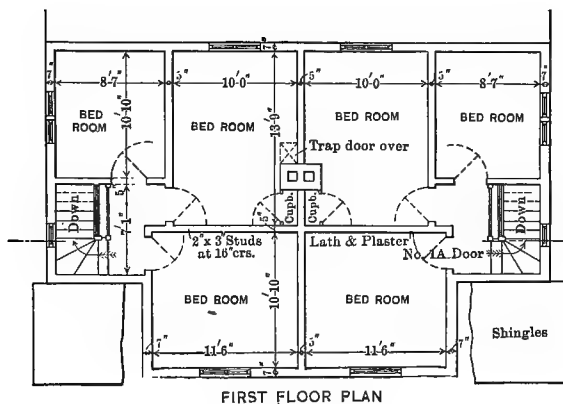 7"
7"
8'-7"
5"
10'-0"
5"
10'-0"
5"
8'-7"
7"
BED
ROOM
10'-10"
BED ROOM
13'-9"
BED ROOM
BED
ROOM
Trap door over
5"
Down
7'-1"
Cupb.
Cupb.
Down
5"
2" x 3" Studs
at 16" crs.
Lath & Plaster
No. 1A Door
10'-10"
BED ROOM
BED ROOM
Shingles
7"
11'-6"
5"
11'-6"
7"
7"
FIRST FLOOR PLAN